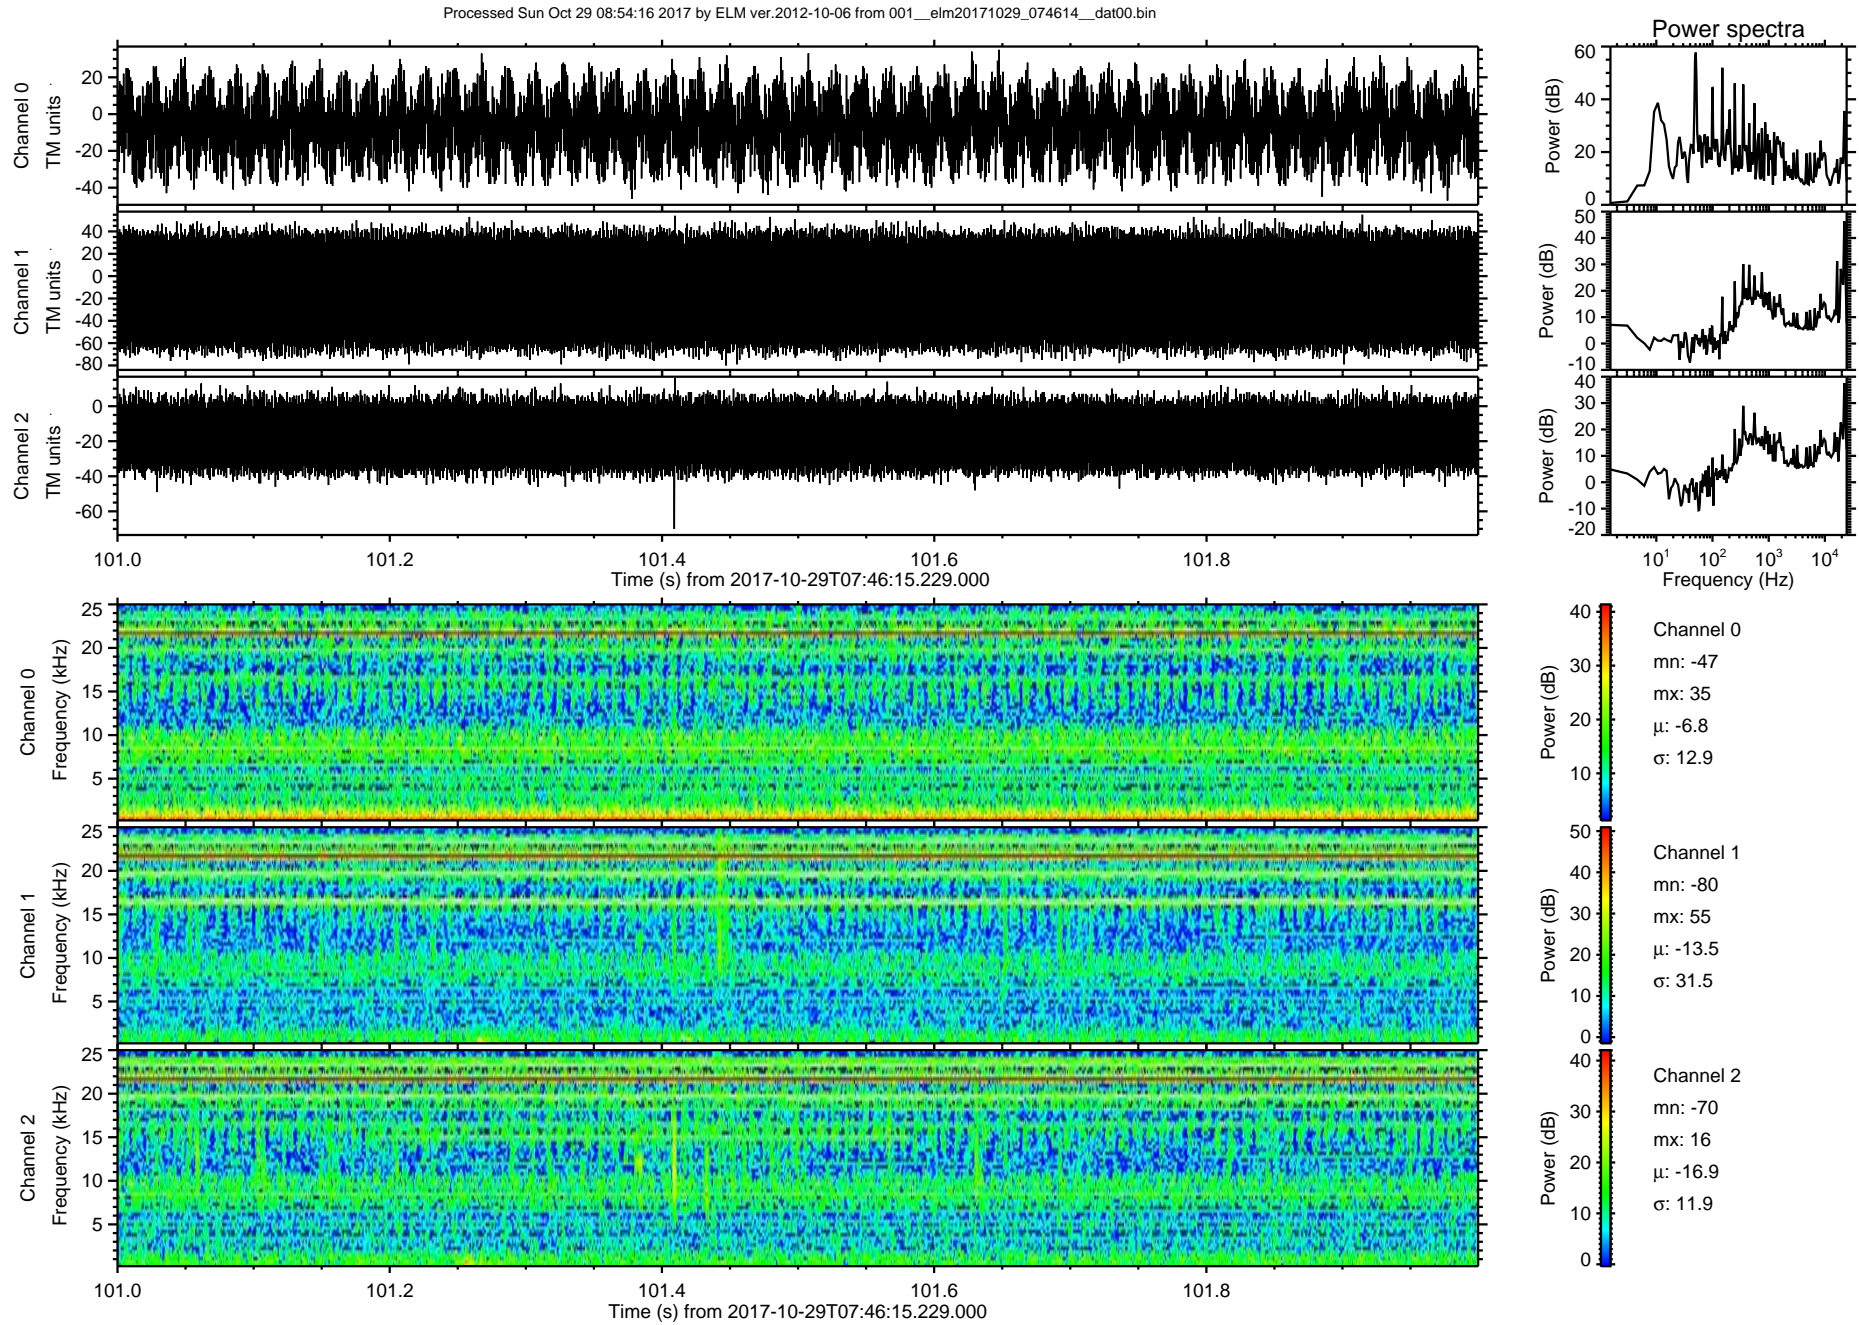 Processed Sun Oct 29 08:54:16 2017 by ELM ver.2012-10-06 from 001__elm20171029_074614__dat00.bin
Power spectra
Channel 0
TM units
20
0
-20
-40
Power (dB)
60
40
20
0
Channel 1
TM units
40
20
0
-20
-40
-60
-80
Power (dB)
50
40
30
20
10
0
-10
Channel 2
TM units
0
-20
-40
-60
Power (dB)
40
30
20
10
0
-10
-20
101.0 101.2 101.4 101.6 101.8
Time (s) from 2017-10-29T07:46:15.229.000
10^1 10^2 10^3 10^4
Frequency (Hz)
Channel 0
Frequency (kHz)
25
20
15
10
5
Power (dB)
40
30
20
10
Channel 0
mn: -47
mx: 35
μ: -6.8
σ: 12.9
Channel 1
Frequency (kHz)
25
20
15
10
5
Power (dB)
50
40
30
20
10
0
Channel 1
mn: -80
mx: 55
μ: -13.5
σ: 31.5
Channel 2
Frequency (kHz)
25
20
15
10
5
Power (dB)
40
30
20
10
0
Channel 2
mn: -70
mx: 16
μ: -16.9
σ: 11.9
101.0 101.2 101.4 101.6 101.8
Time (s) from 2017-10-29T07:46:15.229.000